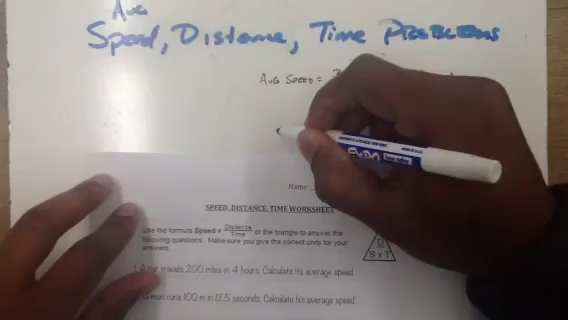 Avg
Speed, Distance, Time Problems
Avg Speed =
EXPO
Name:
SPEED, DISTANCE, TIME WORKSHEET
Use the formula Speed = Distance/Time or the triangle to answer the
following questions. Make sure you give the correct units for your
answers.
D
S x T
1. A car travels 200 miles in 4 hours. Calculate its average speed
man runs 100 m in 12.5 seconds. Calculate his average speed